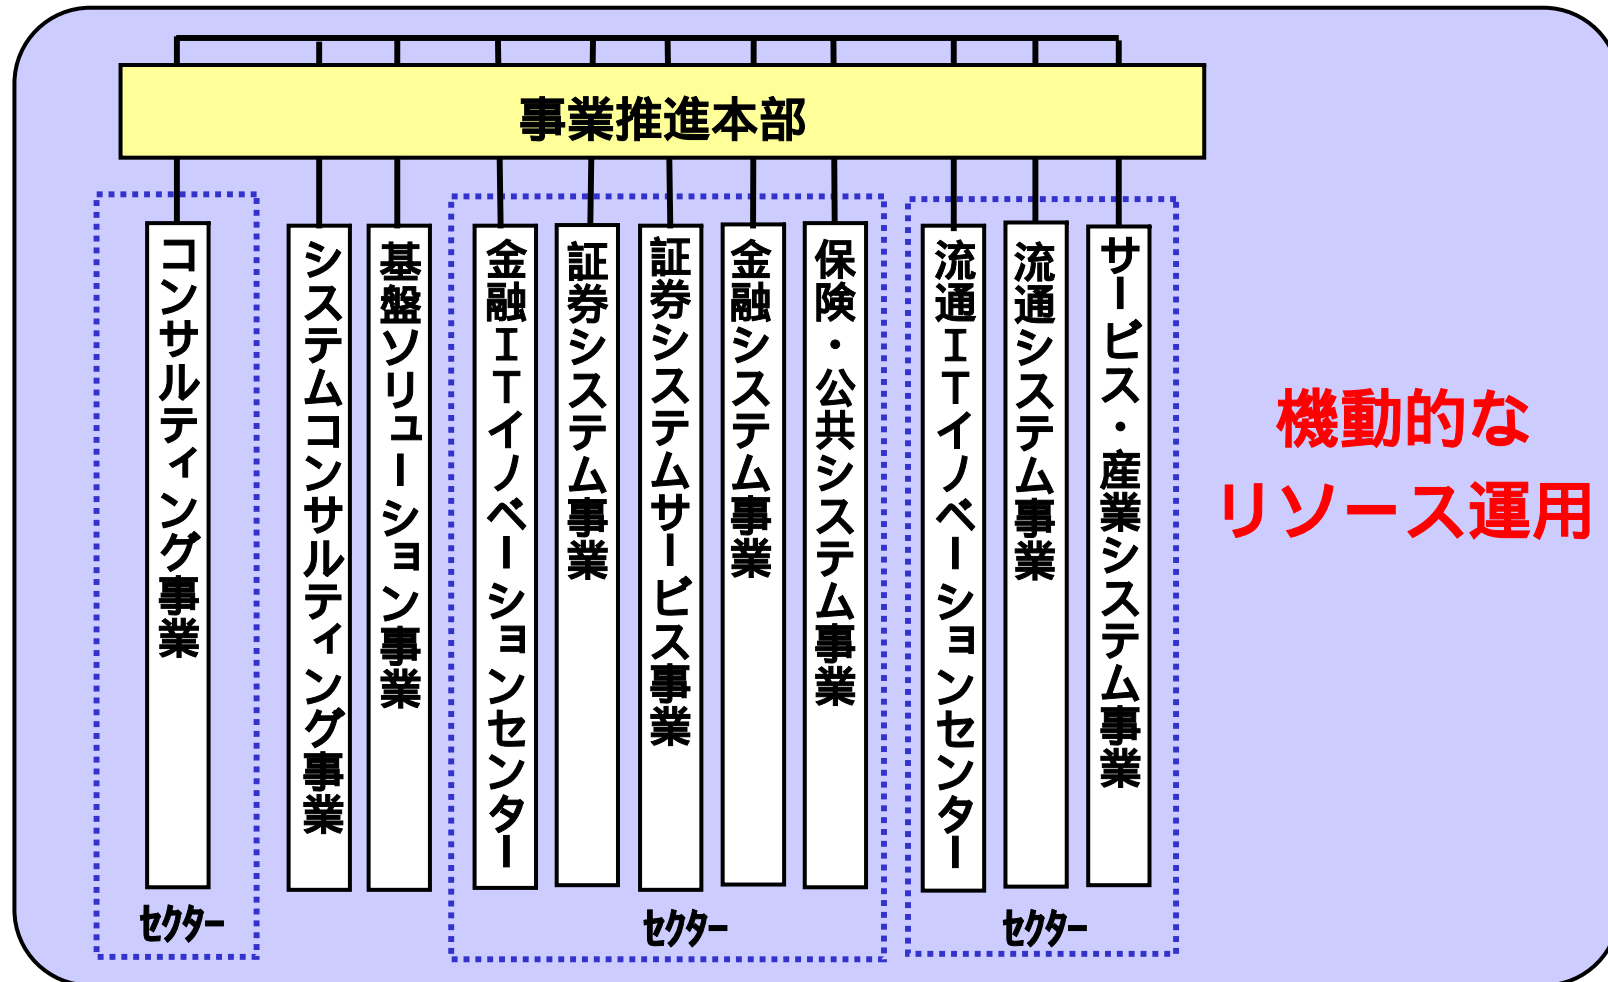 事業推進本部
コンサルティング事業
システムコンサルティング事業
基盤ソリューション事業
金融ITイノベーションセンター
証券システム事業
証券システムサービス事業
金融システム事業
保険・公共システム事業
流通ITイノベーションセンター
流通システム事業
サービス・産業システム事業
機動的な
リソース運用
セクター
セクター
セクター